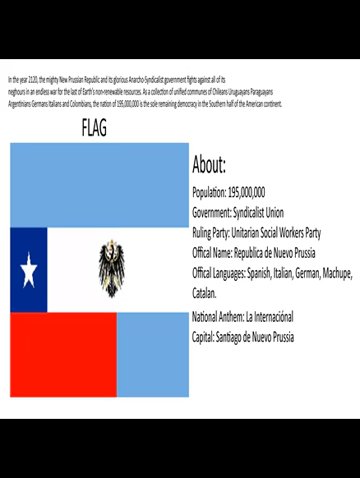 In the year 2120, the mighty New Prussian Republic and its glorious Anarcho-Syndicalist government fights against all of its
neghours in an endless war for the last of Earth's non-renewable resources. As a collection of unified communes of Chileans Uruguayans Paraguayans
Argentinians Germans Italians and Colombians, the nation of 195,000,000 is the sole remaining democracy in the Southern half of the American continent.
FLAG
About:
Population: 195,000,000
Government: Syndicalist Union
Ruling Party: Unitarian Social Workers Party
Offical Name: Republica de Nuevo Prussia
Offical Languages: Spanish, Italian, German, Machupe,
Catalan.
National Anthem: La Internaciónal
Capital: Santiago de Nuevo Prussia